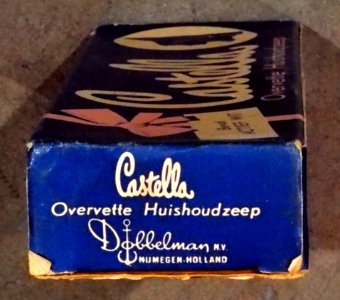 Castella
Overvette Huishoudzeep
Castella
Overvette Huishoudzeep
Dobbelman N.V.
NIJMEGEN-HOLLAND